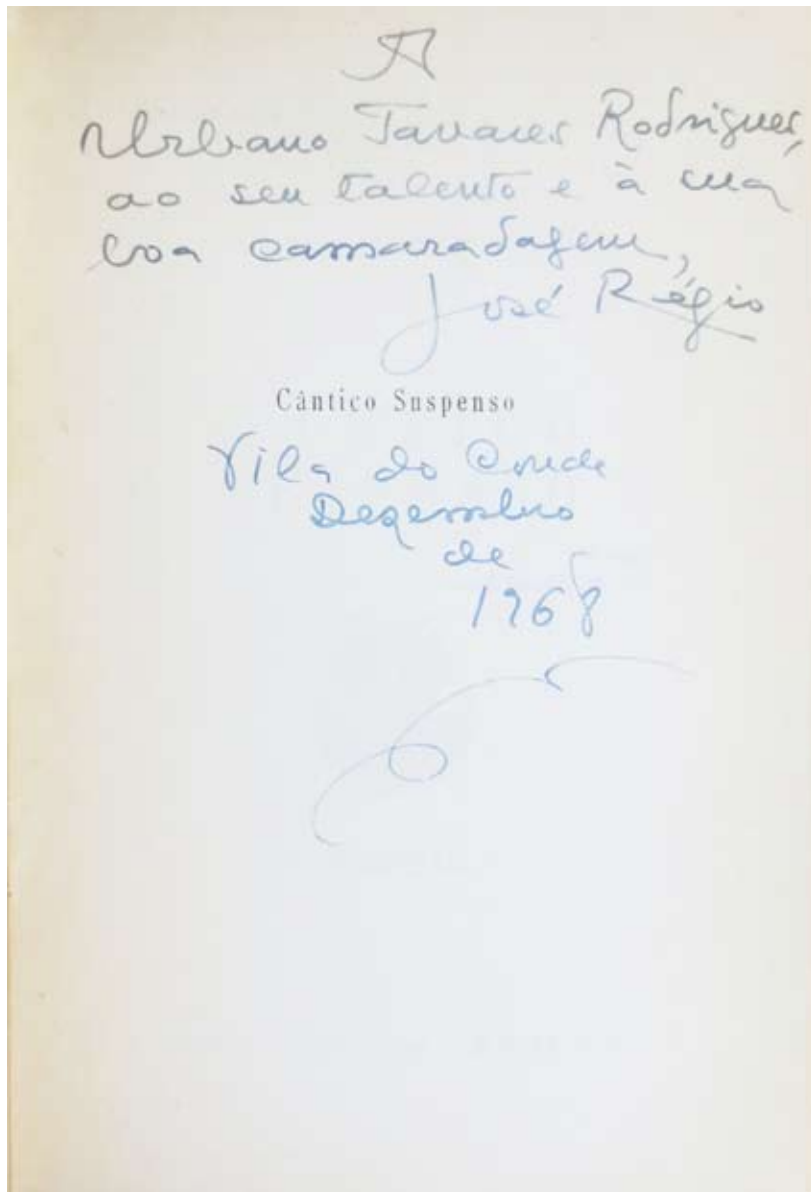 A
Urbano Tavares Rodrigues,
ao seu talento e à sua
boa camaradagem,
José Régio
Cântico Suspenso
Vila do Conde
Dezembro
de
1968